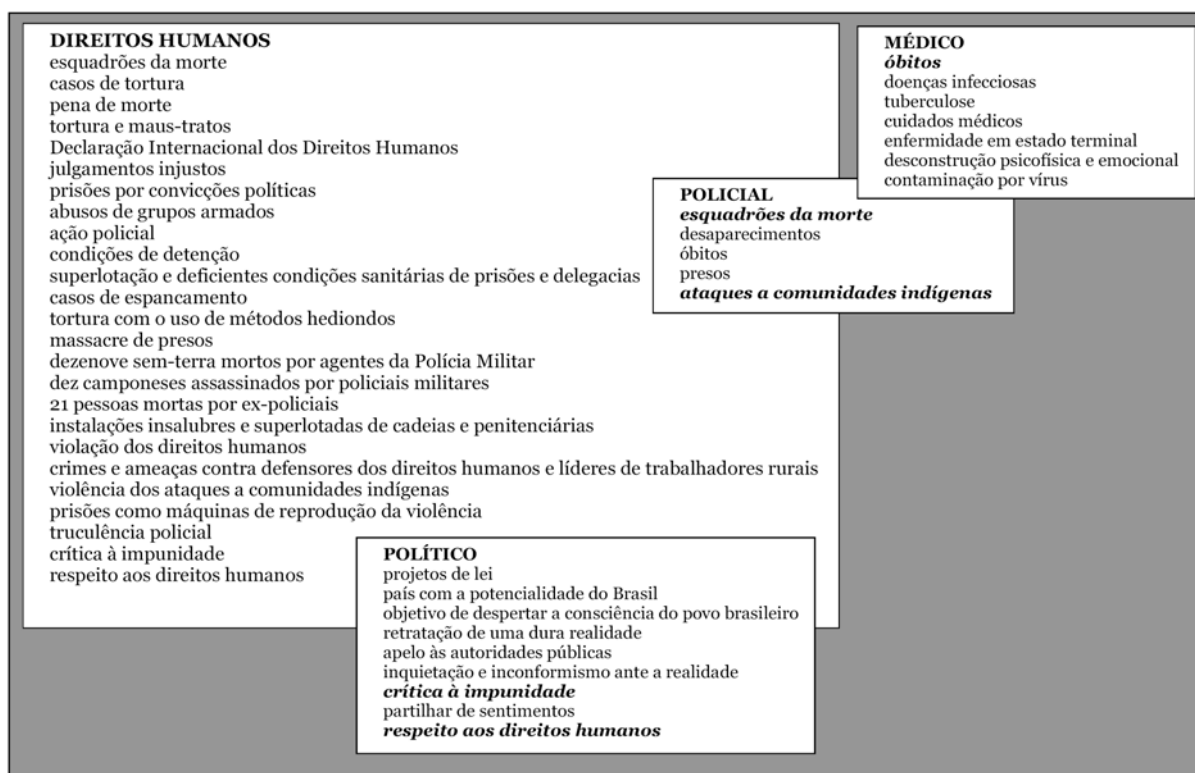 DIREITOS HUMANOS
esquadrões da morte
casos de tortura
pena de morte
tortura e maus-tratos
Declaração Internacional dos Direitos Humanos
julgamentos injustos
prisões por convicções políticas
abusos de grupos armados
ação policial
condições de detenção
superlotação e deficientes condições sanitárias de prisões e delegacias
casos de espancamento
tortura com o uso de métodos hediondos
massacre de presos
dezenove sem-terra mortos por agentes da Polícia Militar
dez camponeses assassinados por policiais militares
21 pessoas mortas por ex-policiais
instalações insalubres e superlotadas de cadeias e penitenciárias
violação dos direitos humanos
crimes e ameaças contra defensores dos direitos humanos e líderes de trabalhadores rurais
violência dos ataques a comunidades indígenas
prisões como máquinas de reprodução da violência
truculência policial
crítica à impunidade
respeito aos direitos humanos
MÉDICO
óbitos
doenças infecciosas
tuberculose
cuidados médicos
enfermidade em estado terminal
desconstrução psicofísica e emocional
contaminação por vírus
POLICIAL
esquadrões da morte
desaparecimentos
óbitos
presos
ataques a comunidades indígenas
POLÍTICO
projetos de lei
país com a potencialidade do Brasil
objetivo de despertar a consciência do povo brasileiro
retratação de uma dura realidade
apelo às autoridades públicas
inquietação e inconformismo ante a realidade
crítica à impunidade
partilhar de sentimentos
respeito aos direitos humanos